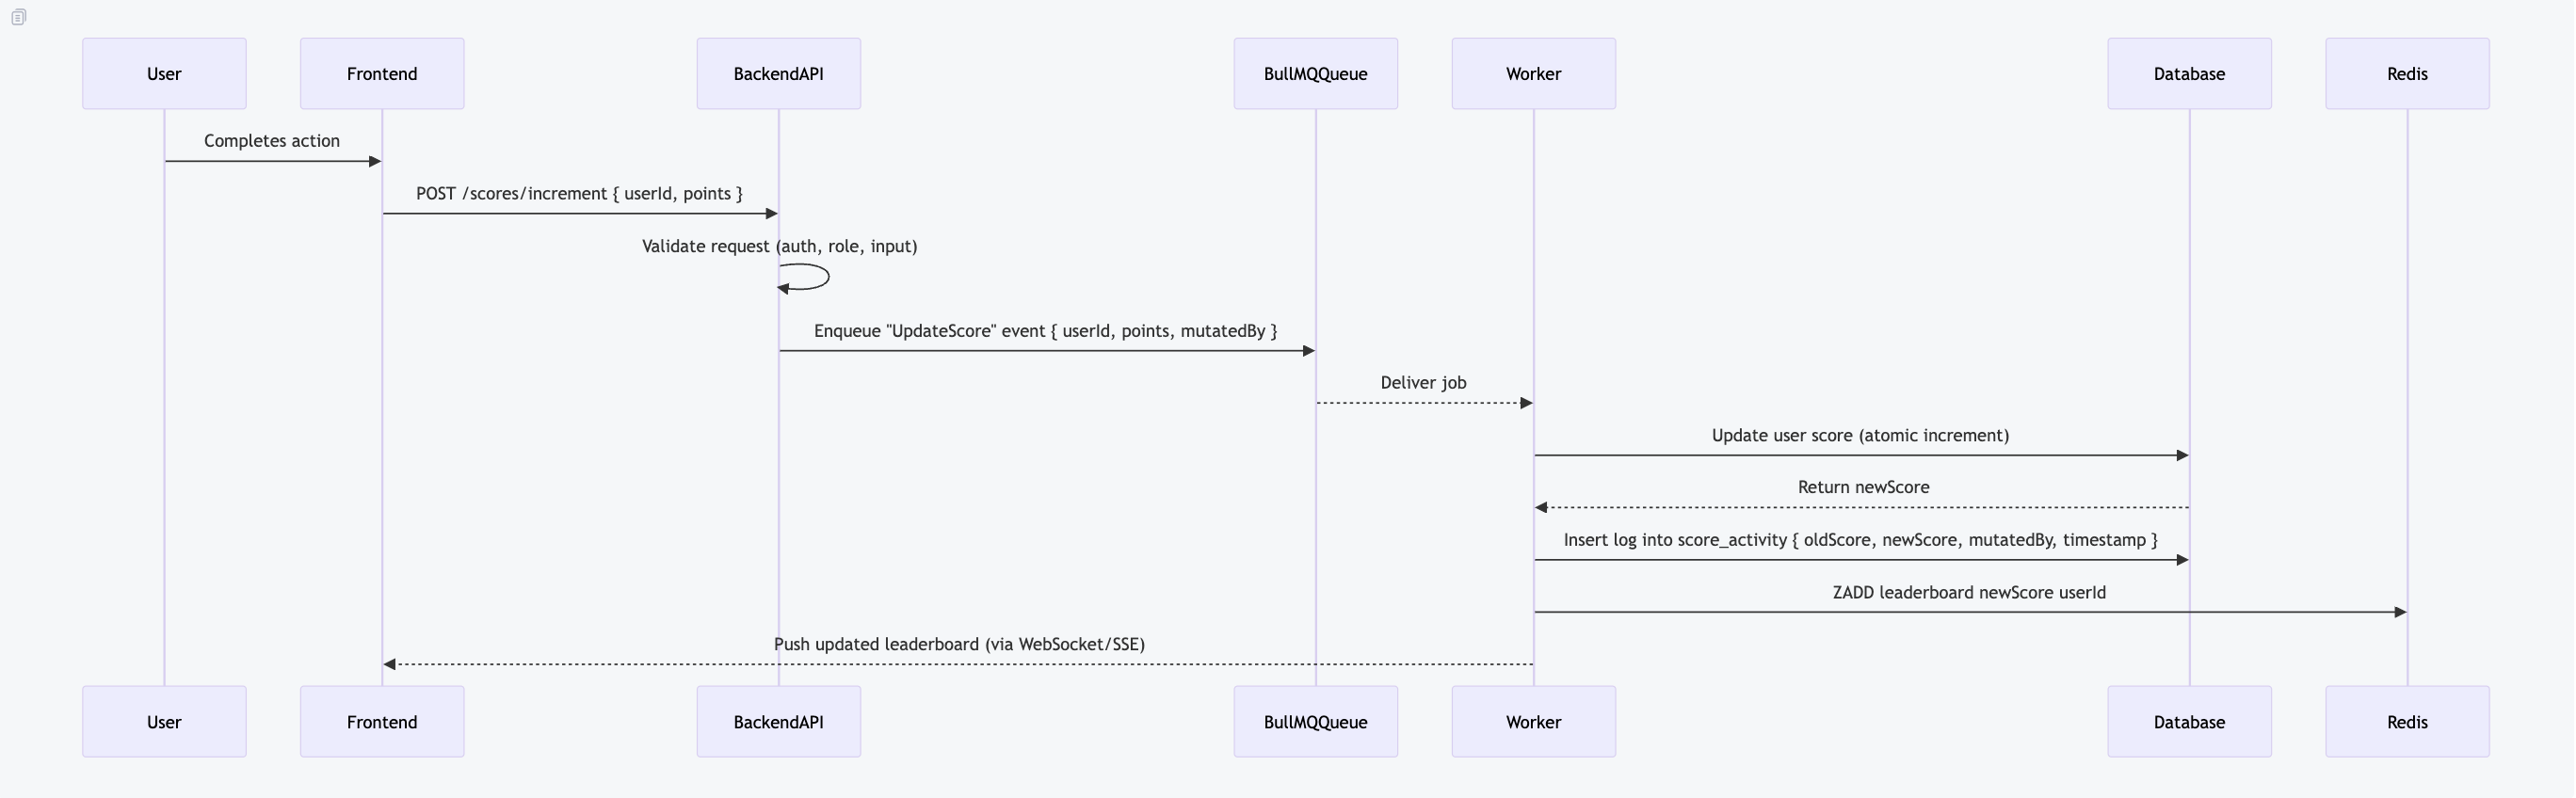 User
Frontend
BackendAPI
BullMQQueue
Worker
Database
Redis
Completes action
POST /scores/increment { userId, points }
Validate request (auth, role, input)
Enqueue "UpdateScore" event { userId, points, mutatedBy }
Deliver job
Update user score (atomic increment)
Return newScore
Insert log into score_activity { oldScore, newScore, mutatedBy, timestamp }
ZADD leaderboard newScore userId
Push updated leaderboard (via WebSocket/SSE)
User
Frontend
BackendAPI
BullMQQueue
Worker
Database
Redis